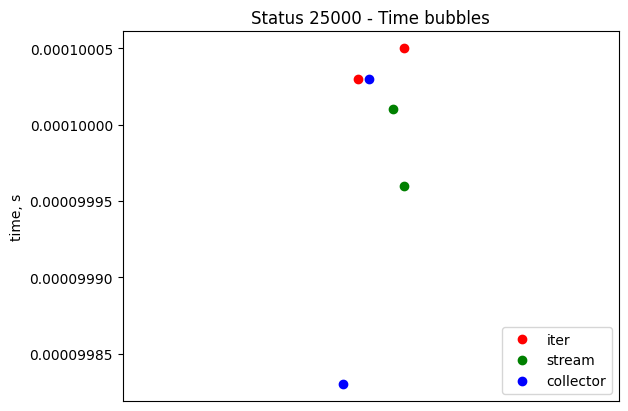 Status 25000 - Time bubbles
0.00010005
0.00010000
0.00009995
0.00009990
0.00009985
time, s
iter
stream
collector